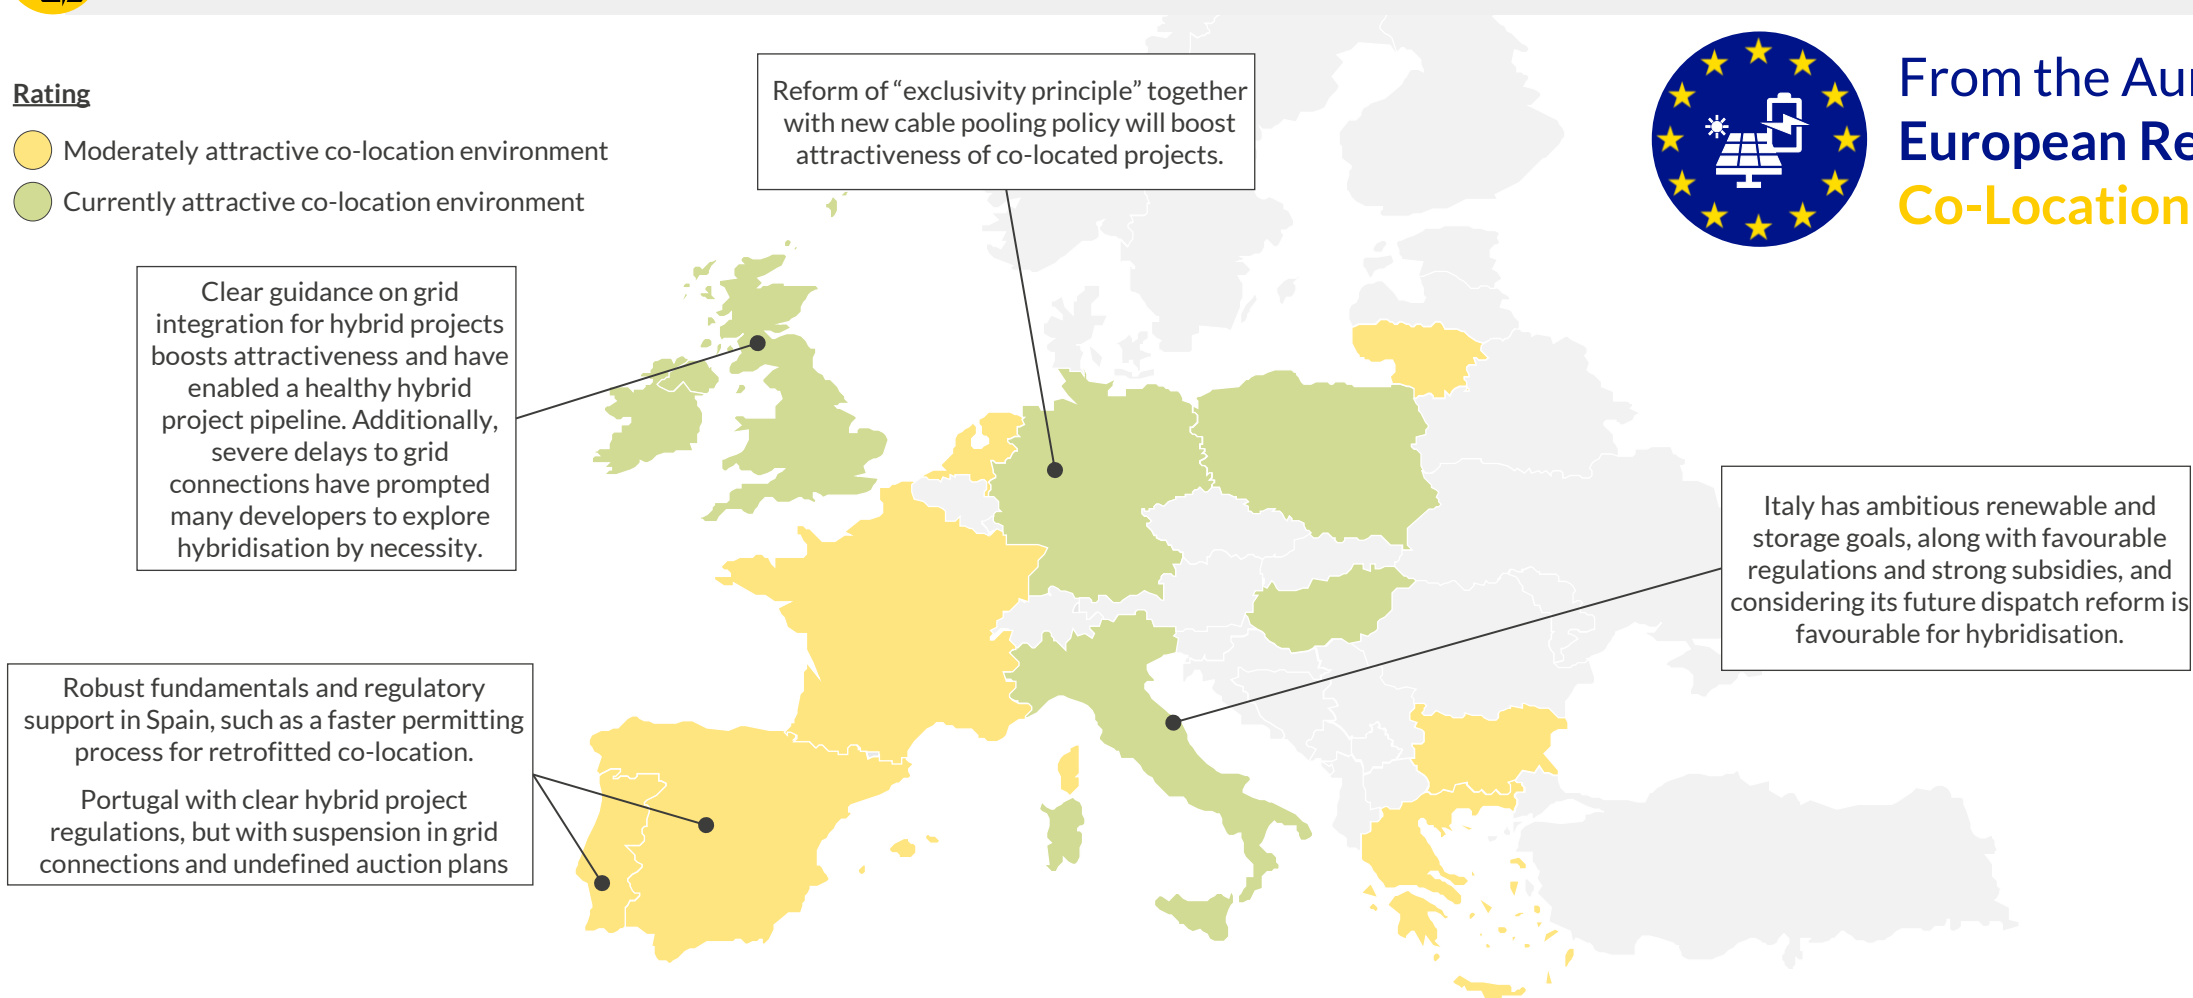 Rating
Moderately attractive co-location environment
Currently attractive co-location environment
Reform of “exclusivity principle” together
with new cable pooling policy will boost
attractiveness of co-located projects.
From the
European
Co-Location
Clear guidance on grid
integration for hybrid projects
boosts attractiveness and have
enabled a healthy hybrid
project pipeline. Additionally,
severe delays to grid
connections have prompted
many developers to explore
hybridisation by necessity.
Italy has ambitious renewable and
storage goals, along with favourable
regulations and strong subsidies, and
considering its future dispatch reform is
favourable for hybridisation.
Robust fundamentals and regulatory
support in Spain, such as a faster permitting
process for retrofitted co-location.
Portugal with clear hybrid project
regulations, but with suspension in grid
connections and undefined auction plans